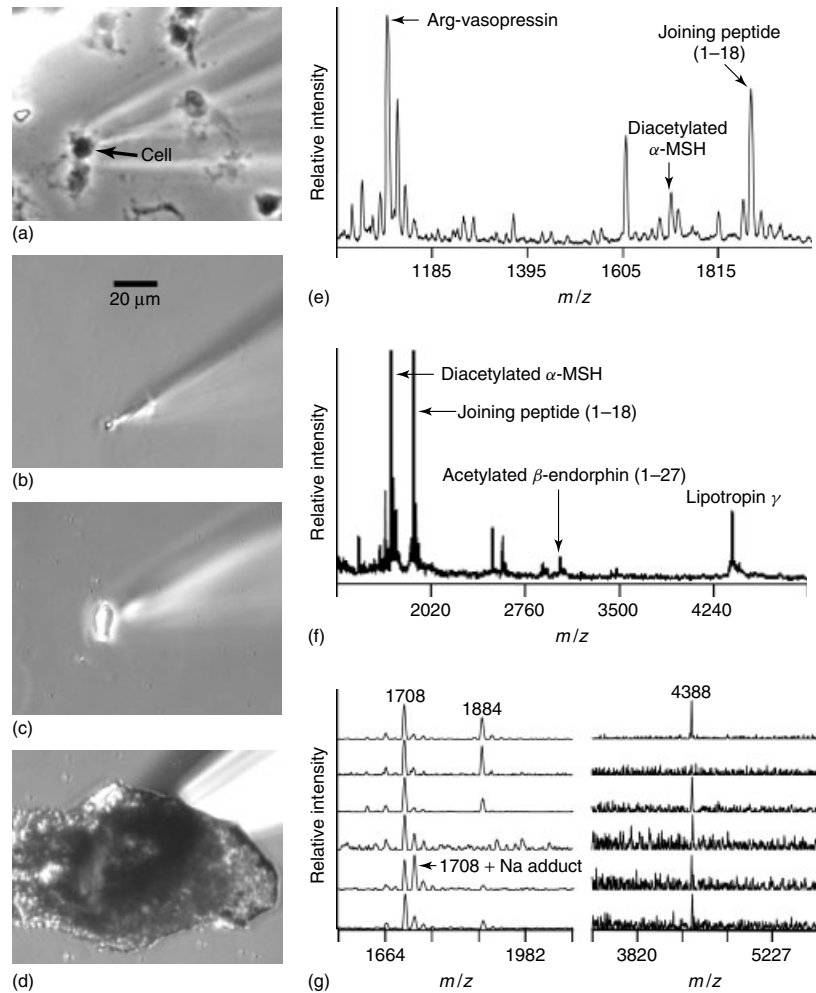 Cell
(a)
20 μm
(b)
(c)
(d)
Relative intensity
Arg-vasopressin
Joining peptide
(1–18)
Diacetylated
α-MSH
1185 1395 1605 1815
m/z
(e)
Relative intensity
Diacetylated α-MSH
Joining peptide (1–18)
Acetylated β-endorphin (1–27)
Lipotropin γ
2020 2760 3500 4240
m/z
(f)
Relative intensity
1708 1884 4388
1708 + Na adduct
1664 1982 3820 5227
m/z m/z
(g)